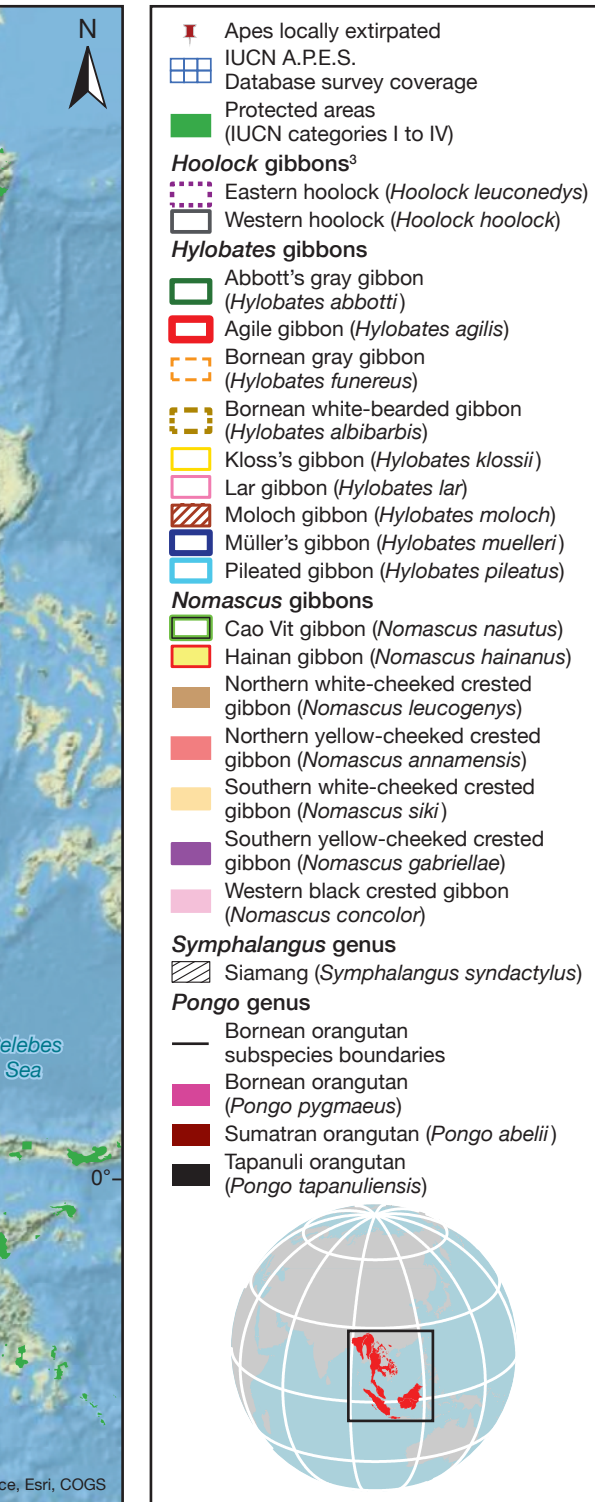 N
elebes
Sea
0°
ce, Esri, COGS
Apes locally extirpated
IUCN A.P.E.S.
Database survey coverage
Protected areas
(IUCN categories I to IV)
Hoolock gibbons³
Eastern hoolock (Hoolock leuconedys)
Western hoolock (Hoolock hoolock)
Hylobates gibbons
Abbott's gray gibbon
(Hylobates abbotti)
Agile gibbon (Hylobates agilis)
Bornean gray gibbon
(Hylobates funereus)
Bornean white-bearded gibbon
(Hylobates albibarbis)
Kloss's gibbon (Hylobates klossii)
Lar gibbon (Hylobates lar)
Moloch gibbon (Hylobates moloch)
Müller's gibbon (Hylobates muelleri)
Pileated gibbon (Hylobates pileatus)
Nomascus gibbons
Cao Vit gibbon (Nomascus nasutus)
Hainan gibbon (Nomascus hainanus)
Northern white-cheeked crested
gibbon (Nomascus leucogenys)
Northern yellow-cheeked crested
gibbon (Nomascus annamensis)
Southern white-cheeked crested
gibbon (Nomascus siki)
Southern yellow-cheeked crested
gibbon (Nomascus gabriellae)
Western black crested gibbon
(Nomascus concolor)
Symphalangus genus
Siamang (Symphalangus syndactylus)
Pongo genus
Bornean orangutan
subspecies boundaries
Bornean orangutan
(Pongo pygmaeus)
Sumatran orangutan (Pongo abelii)
Tapanuli orangutan
(Pongo tapanuliensis)